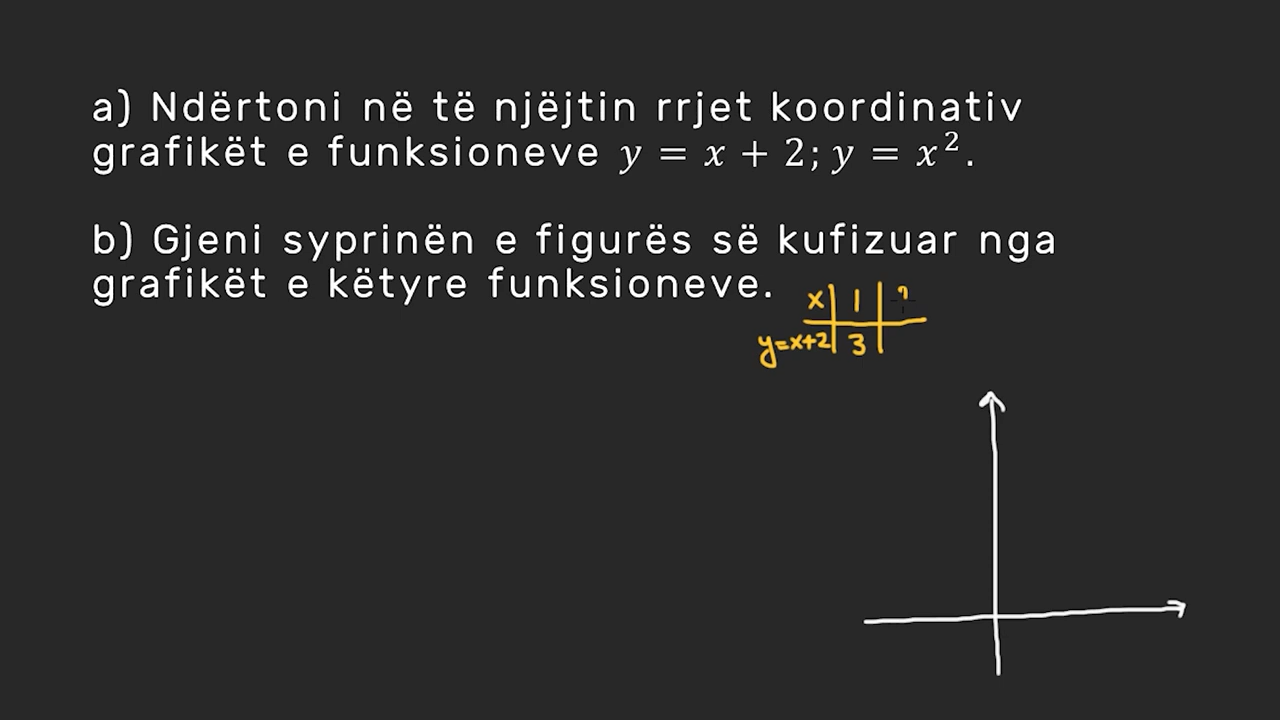 a) Ndërtoni në të njëjtin rrjet koordinativ
grafikët e funksioneve y = x + 2; y = x².
b) Gjeni syprinën e figurës së kufizuar nga
grafikët e këtyre funksioneve.
x | 1 |
y=x+2 | 3 |